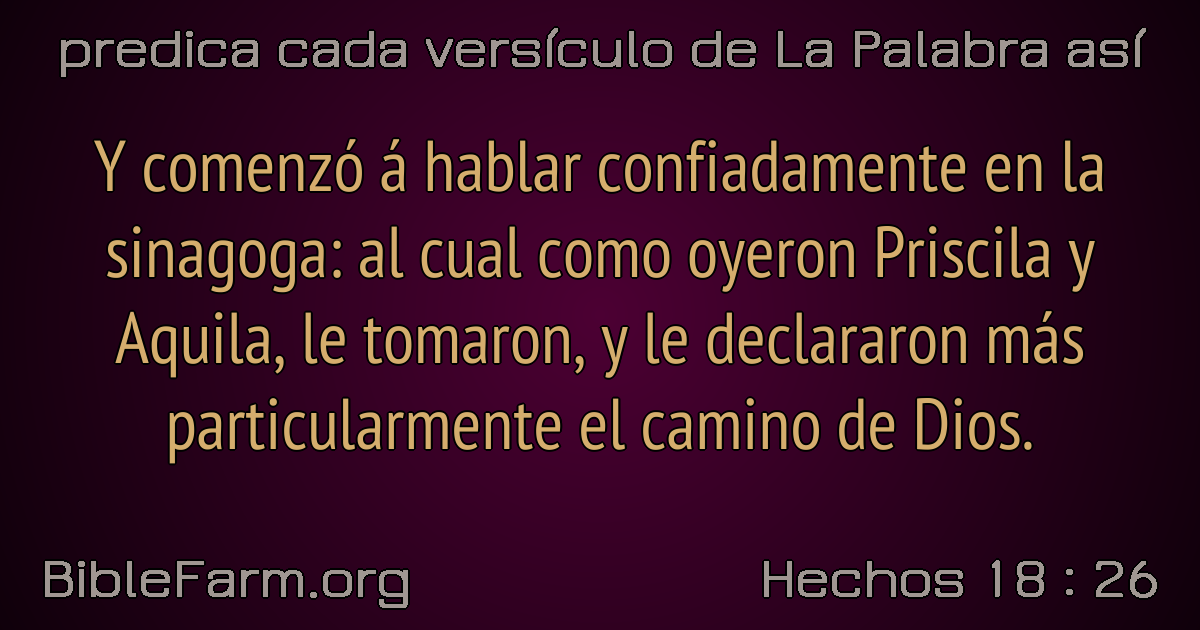 predica cada versículo de La Palabra así
Y comenzó á hablar confiadamente en la
sinagoga: al cual como oyeron Priscila y
Aquila, le tomaron, y le declararon más
particularmente el camino de Dios.
BibleFarm.org
Hechos 18 : 26